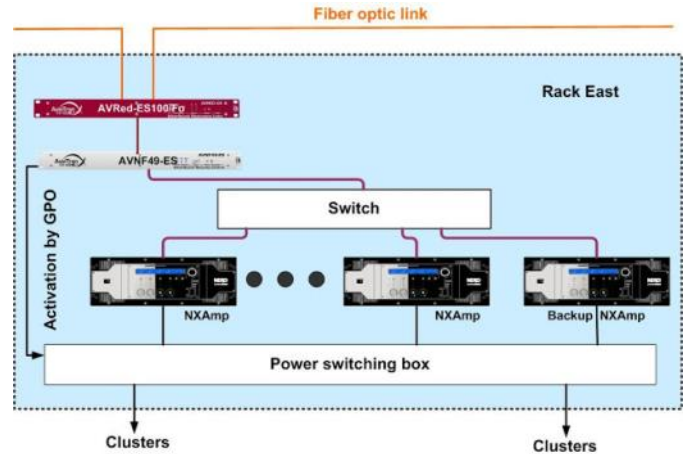 Fiber optic link
Rack East
AVRed-ES100/Fo
AVNF49-ES
Activation by GPO
Switch
NXAmp
NXAmp
Backup NXAmp
Power switching box
Clusters
Clusters